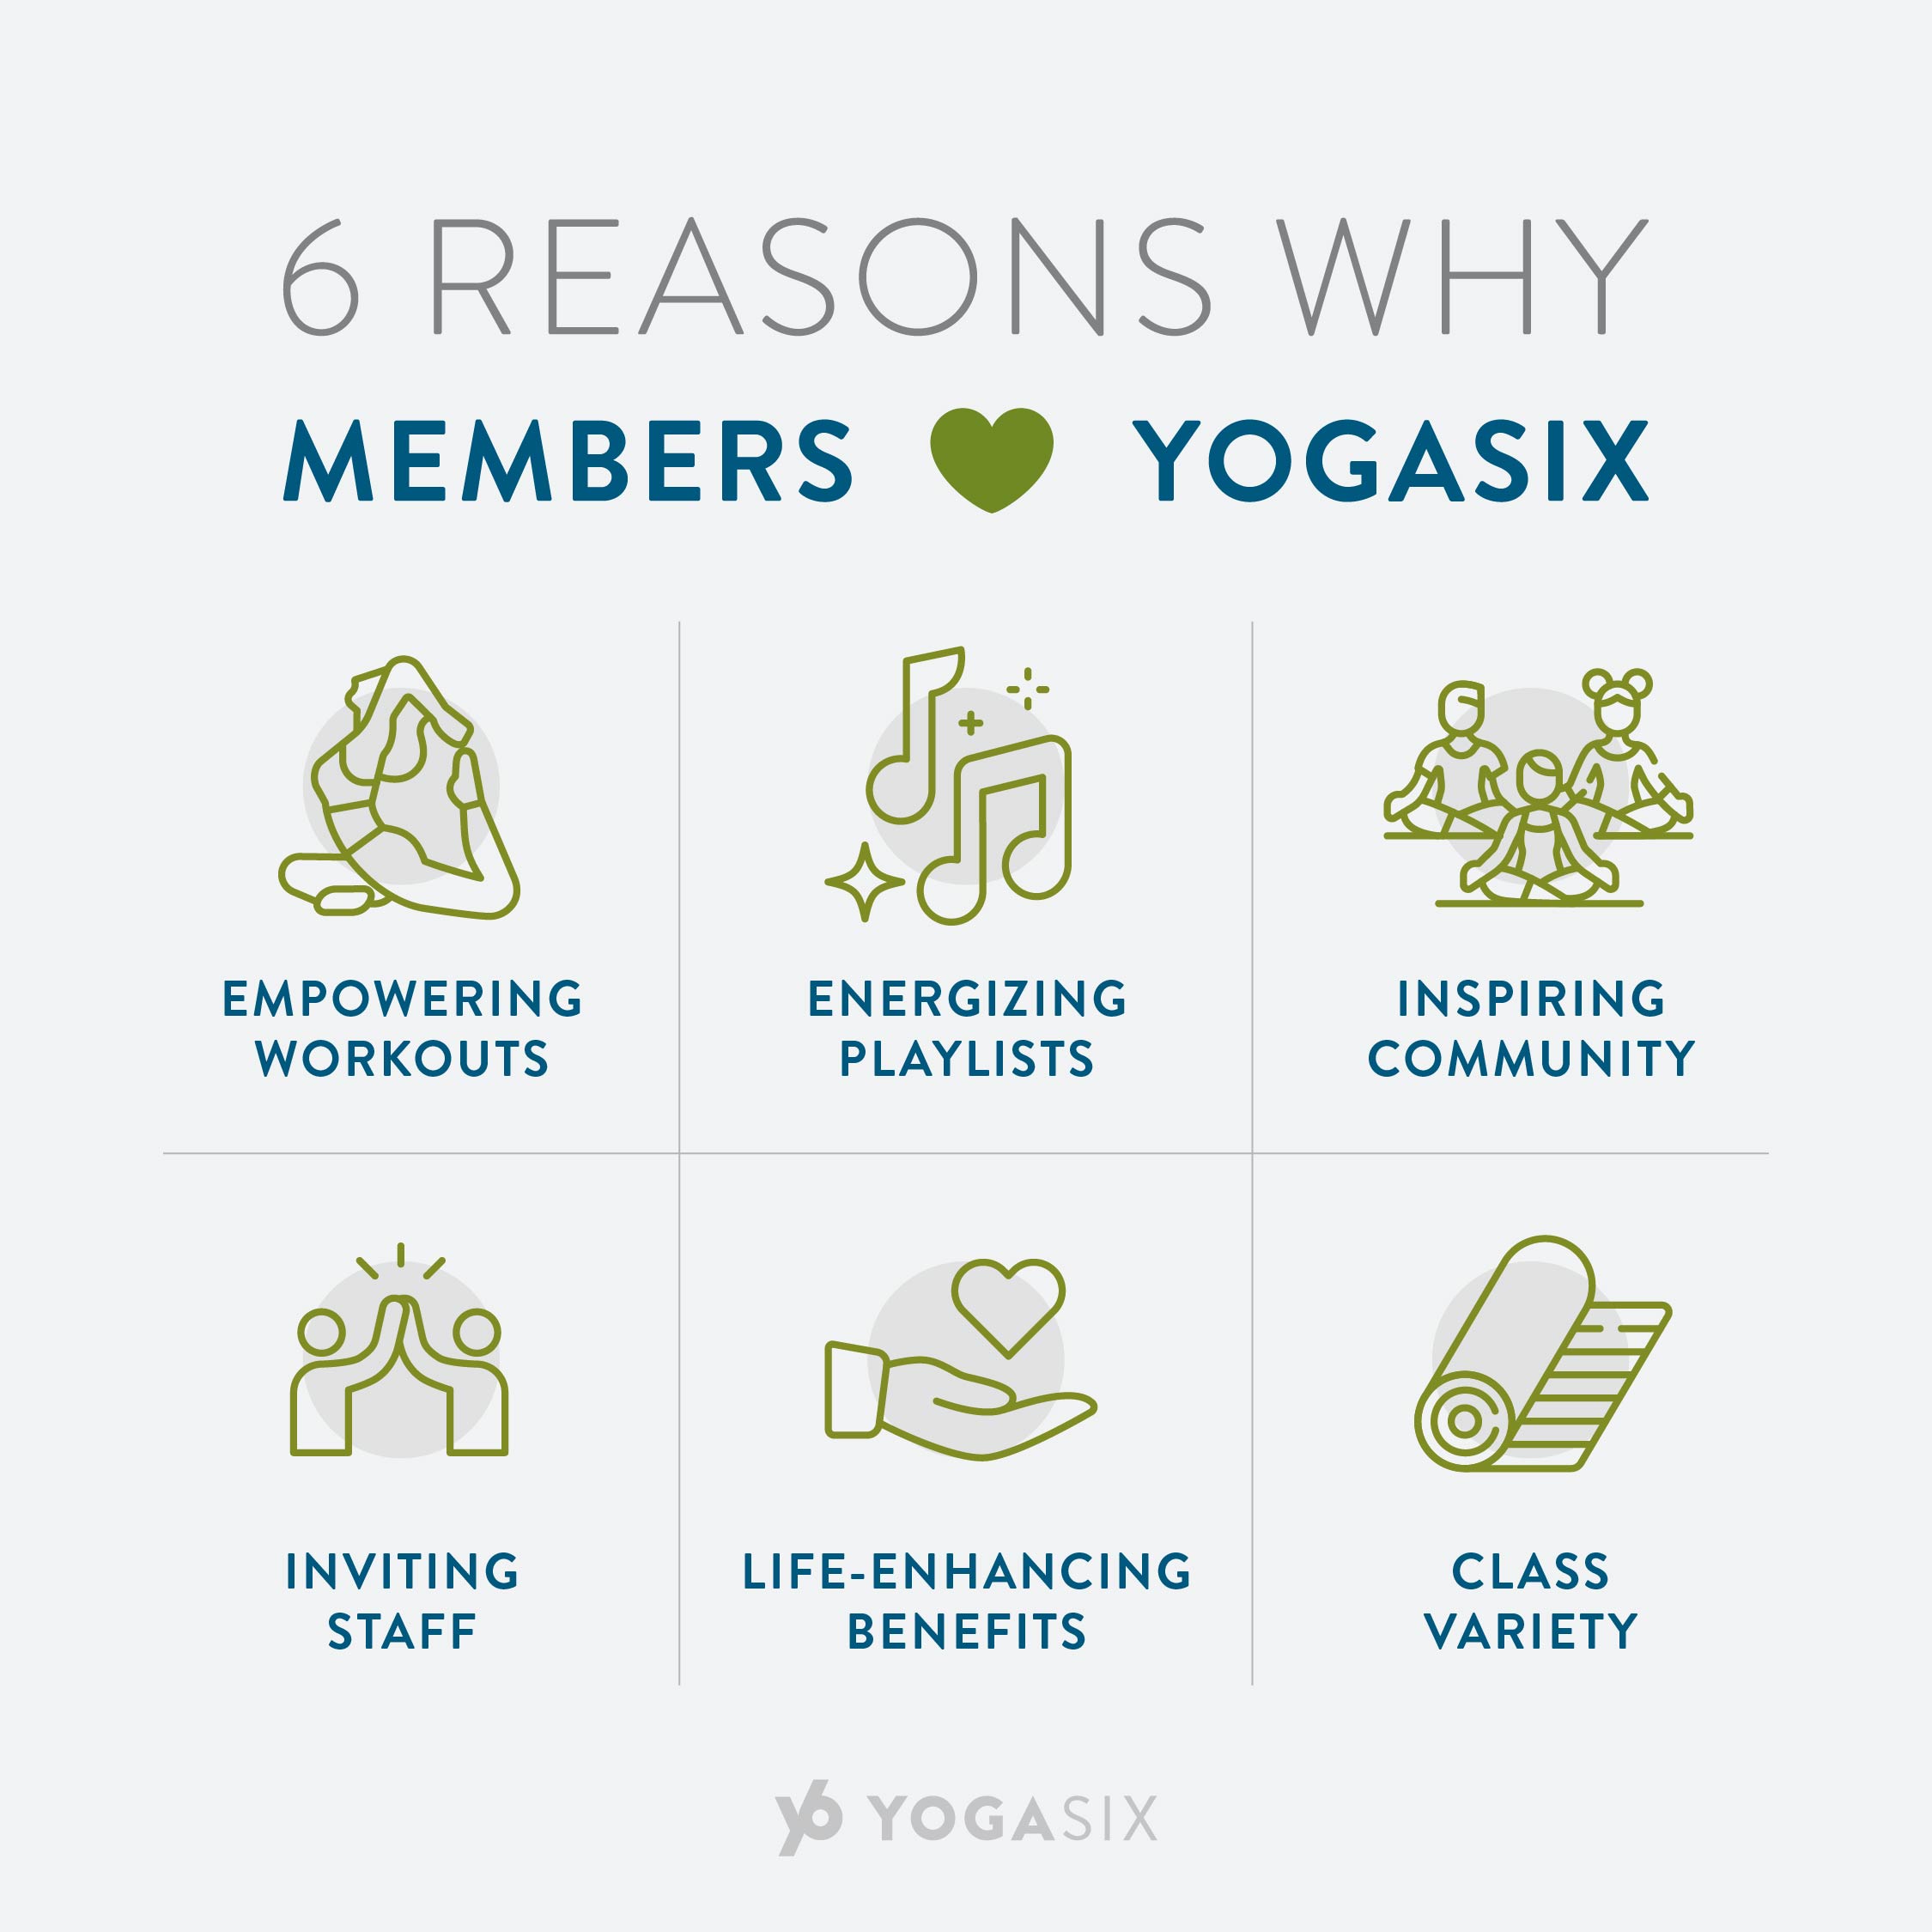 6 REASONS WHY
MEMBERS YOGASIX
EMPOWERING
WORKOUTS
ENERGIZING
PLAYLISTS
INSPIRING
COMMUNITY
INVITING
STAFF
LIFE-ENHANCING
BENEFITS
CLASS
VARIETY
y6 YOGASIX